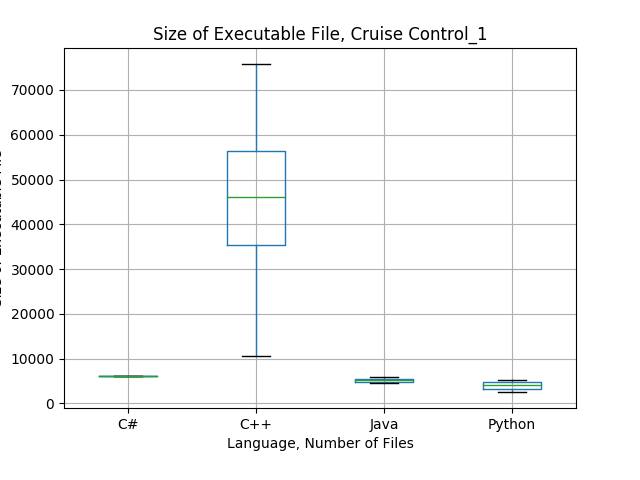 Size of Executable File, Cruise Control_1
70000
60000
50000
40000
30000
20000
10000
0
C# C++ Java Python
Language, Number of Files